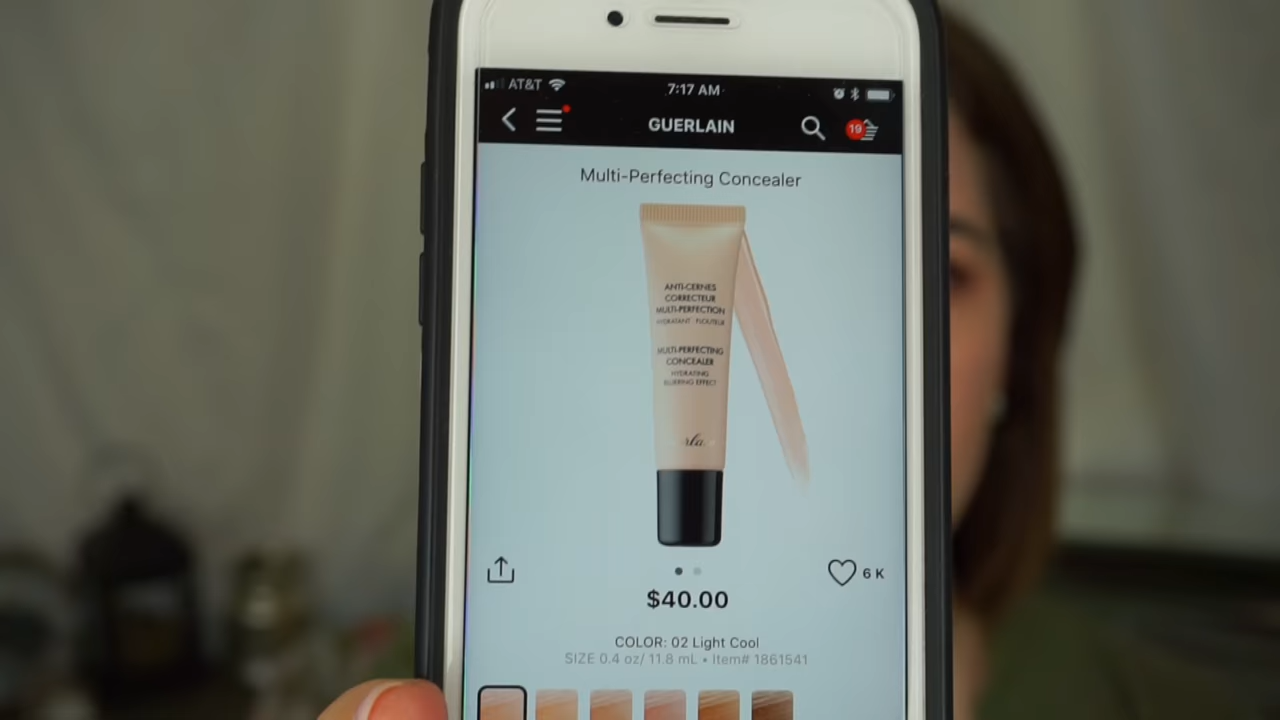 AT&T 7:17 AM
GUERLAIN 19
Multi-Perfecting Concealer
ANTI-CERNES
CORRECTEUR
MULTI-PERFECTION
HYDRATANT · FLOUTEUR
MULTI-PERFECTING
CONCEALER
HYDRATING
BLURRING EFFECT
6 K
$40.00
COLOR: 02 Light Cool
SIZE 0.4 oz/ 11.8 mL • Item# 1861541